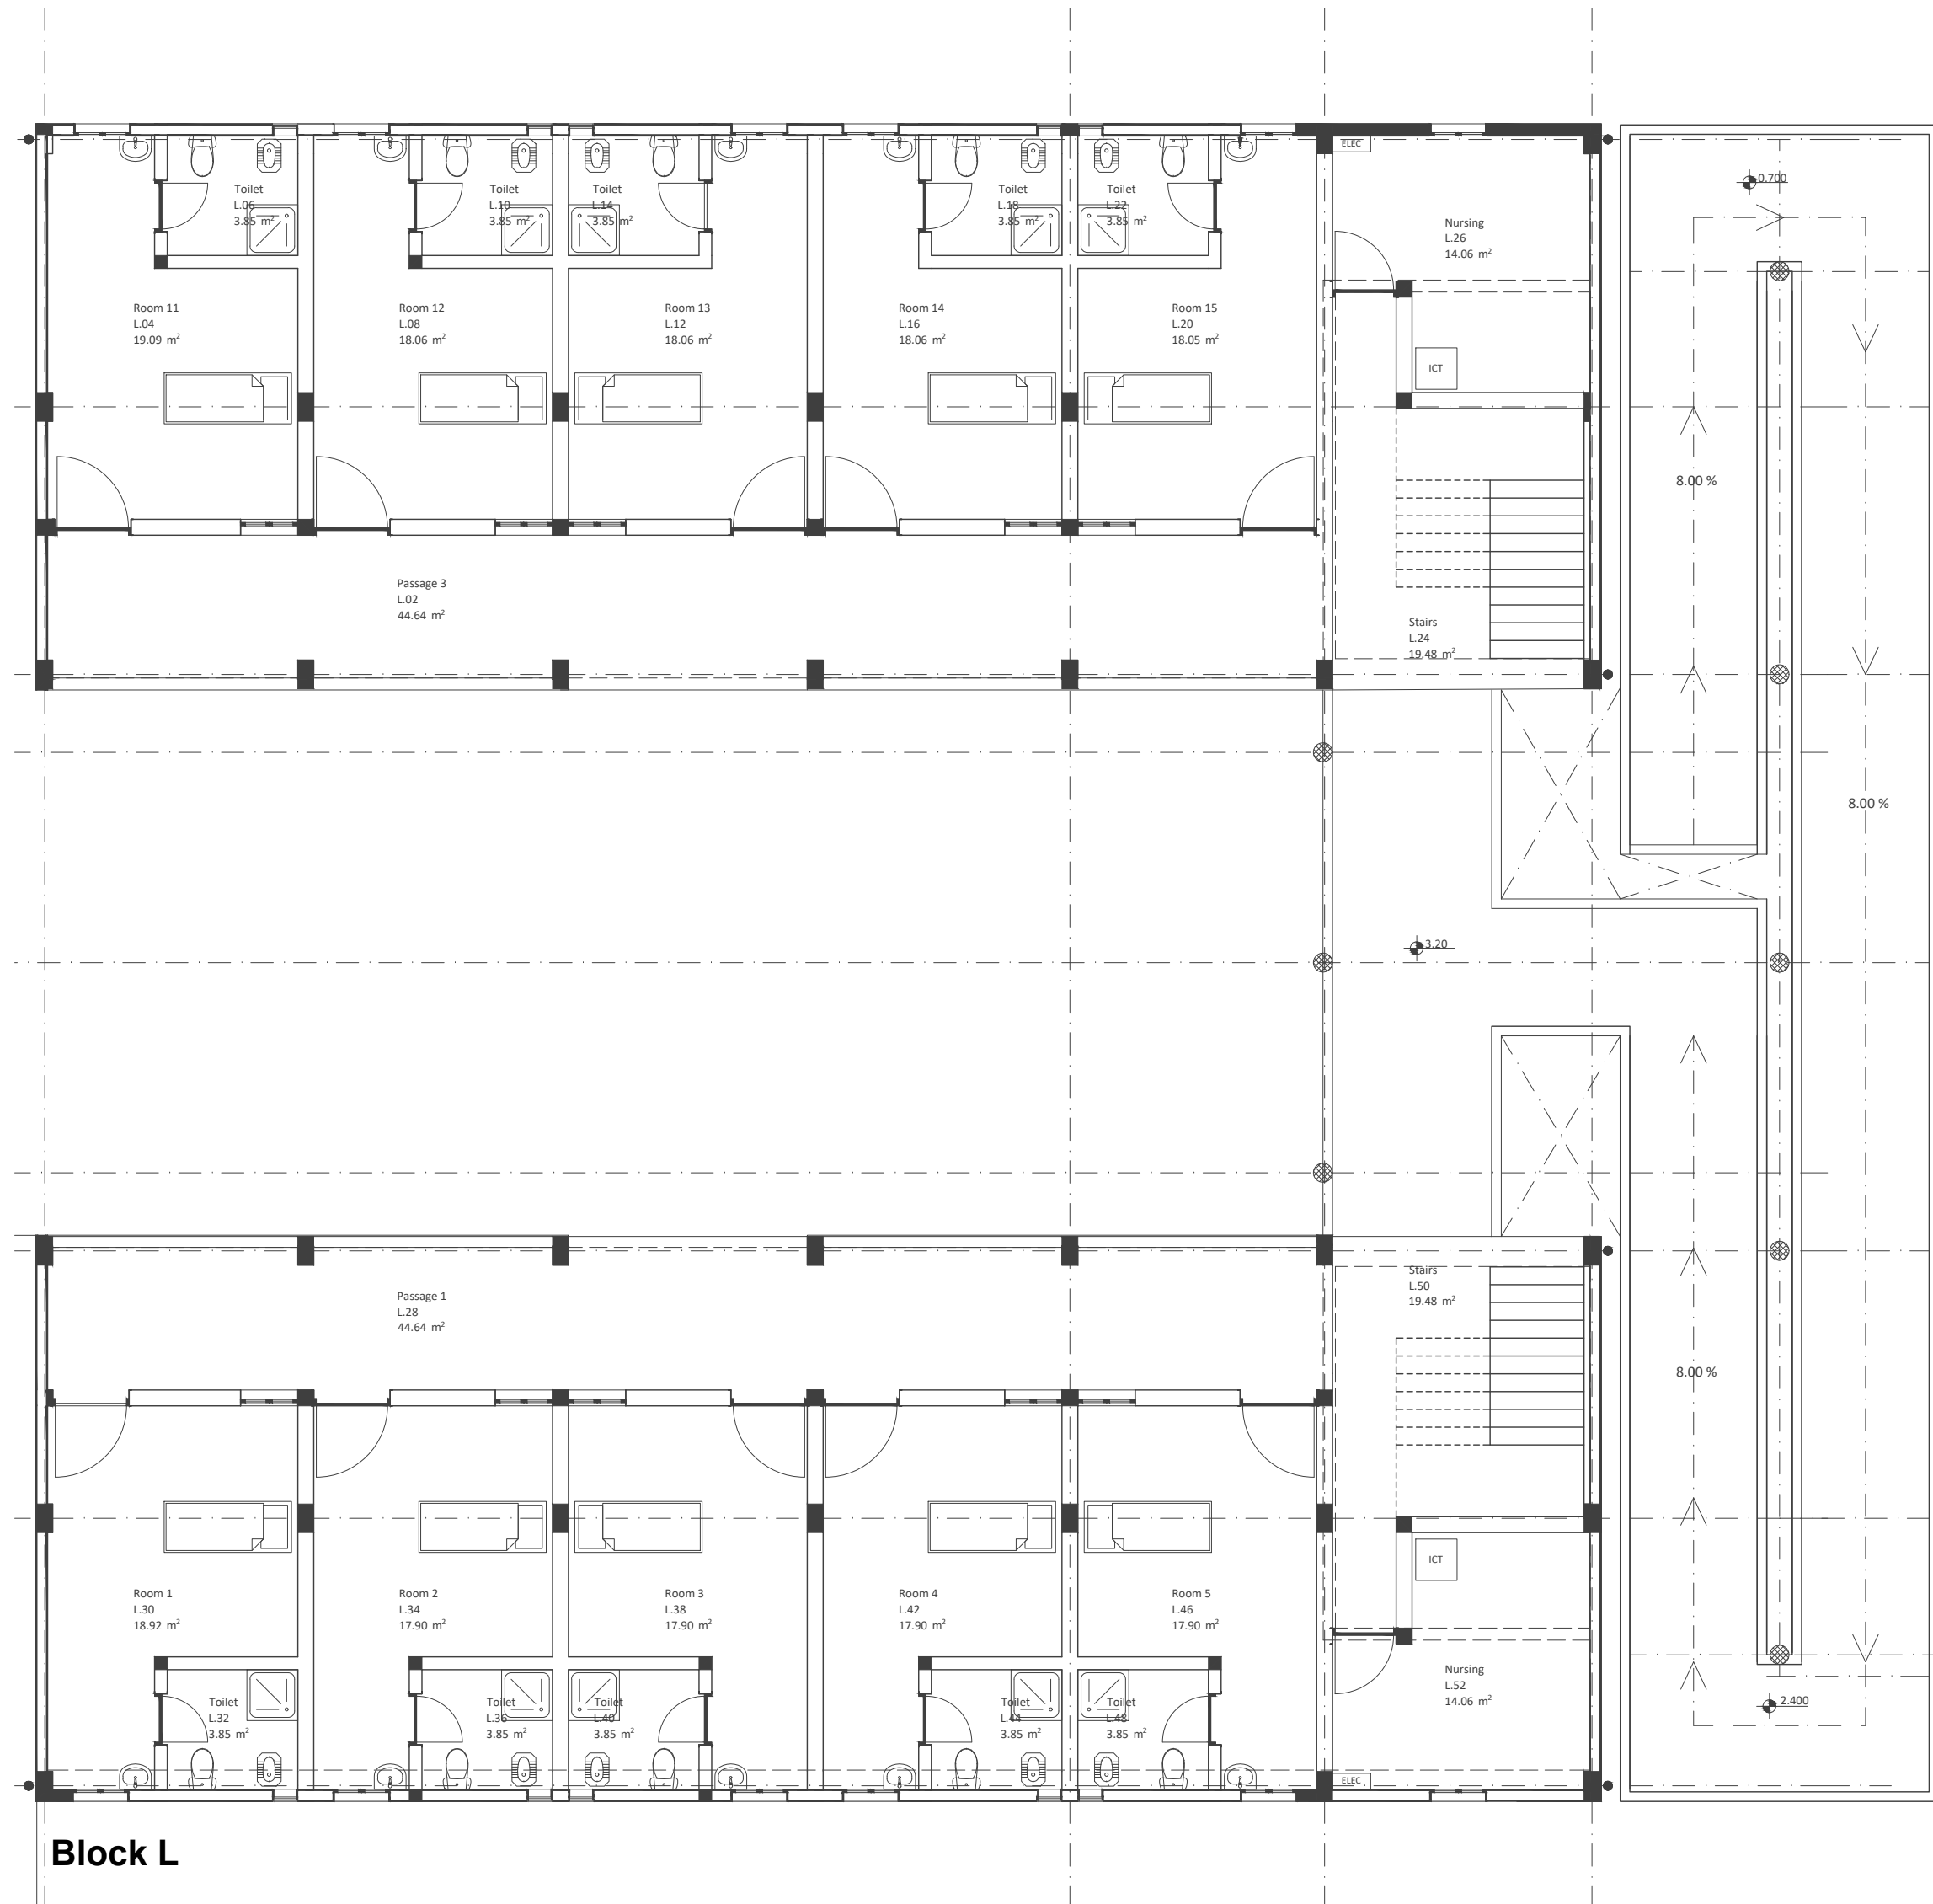 ELEC
0.700
Toilet
L.06
3.85 m²
Toilet
L.10
3.85 m²
Toilet
L.14
3.85 m²
Toilet
L.18
3.85 m²
Toilet
L.22
3.85 m²
Nursing
L.26
14.06 m²
Room 11
L.04
19.09 m²
Room 12
L.08
18.06 m²
Room 13
L.12
18.06 m²
Room 14
L.16
18.06 m²
Room 15
L.20
18.05 m²
ICT
8.00 %
Passage 3
L.02
44.64 m²
Stairs
L.24
19.48 m²
8.00 %
3.20
Stairs
L.50
19.48 m²
Passage 1
L.28
44.64 m²
8.00 %
ICT
Room 1
L.30
18.92 m²
Room 2
L.34
17.90 m²
Room 3
L.38
17.90 m²
Room 4
L.42
17.90 m²
Room 5
L.46
17.90 m²
Nursing
L.52
14.06 m²
Toilet
L.32
3.85 m²
Toilet
L.36
3.85 m²
Toilet
L.40
3.85 m²
Toilet
L.44
3.85 m²
Toilet
L.48
3.85 m²
2.400
ELEC
Block L